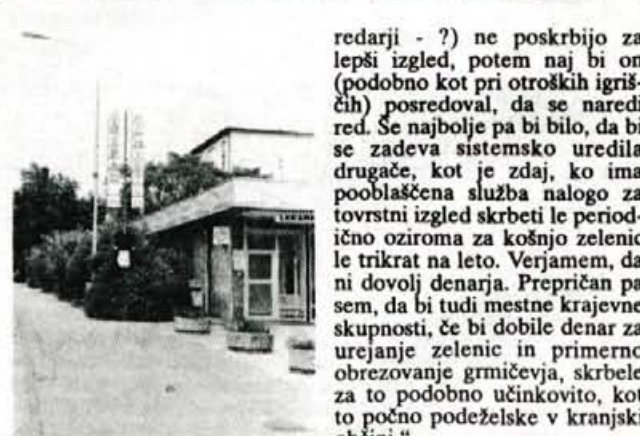 redarji - ?) ne poskrbijo za
lepši izgled, potem naj bi on
(podobno kot pri otroških igriš-
čih) posredoval, da se naredi
red. Še najbolje pa bi bilo, da bi
se zadeva sistemsko uredila
drugače, kot je zdaj, ko ima
pooblaščena služba nalogo za
tovrstni izgled skrbeti le period-
ično oziroma za košnjo zelenic
le trikrat na leto. Verjamem, da
ni dovolj denarja. Prepričan pa
sem, da bi tudi mestne krajevne
skupnosti, če bi dobile denar za
urejanje zelenic in primerno
obrezovanje grmičevja, skrbele
za to podobno učinkovito, kot
to počno podeželske v kranjski